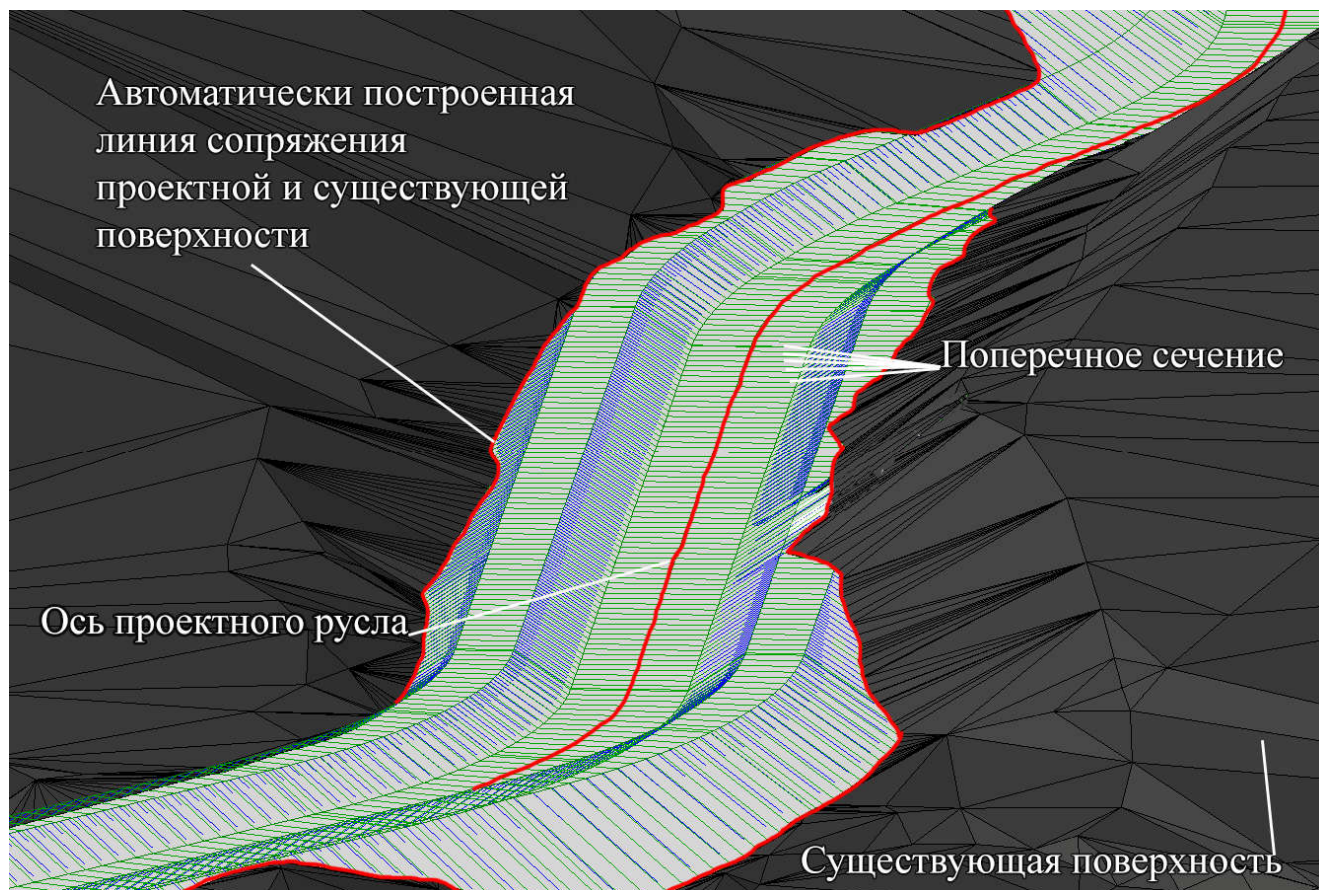 Автоматически построенная
линия сопряжения
проектной и существующей
поверхности
Поперечное сечение
Ось проектного русла
Существующая поверхность